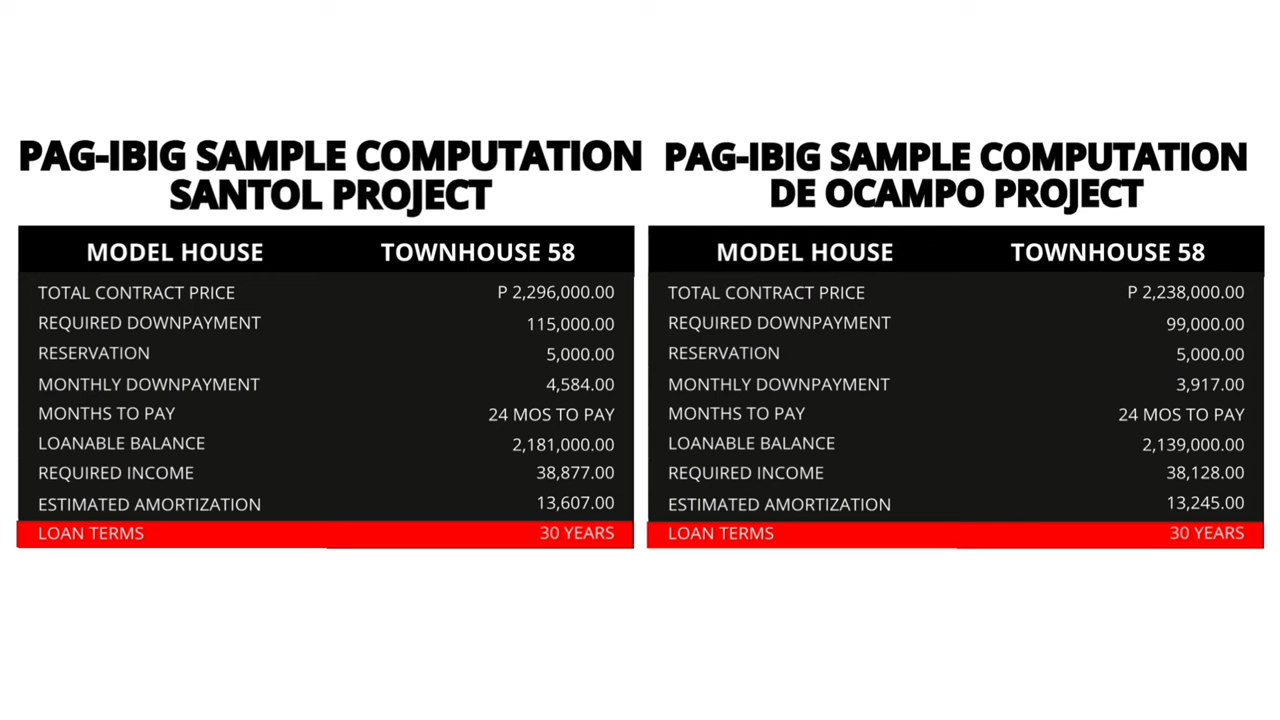 PAG-IBIG SAMPLE COMPUTATION
SANTOL PROJECT
MODEL HOUSE TOWNHOUSE 58
TOTAL CONTRACT PRICE P 2,296,000.00
REQUIRED DOWNPAYMENT 115,000.00
RESERVATION 5,000.00
MONTHLY DOWNPAYMENT 4,584.00
MONTHS TO PAY 24 MOS TO PAY
LOANABLE BALANCE 2,181,000.00
REQUIRED INCOME 38,877.00
ESTIMATED AMORTIZATION 13,607.00
LOAN TERMS 30 YEARS
PAG-IBIG SAMPLE COMPUTATION
DE OCAMPO PROJECT
MODEL HOUSE TOWNHOUSE 58
TOTAL CONTRACT PRICE P 2,238,000.00
REQUIRED DOWNPAYMENT 99,000.00
RESERVATION 5,000.00
MONTHLY DOWNPAYMENT 3,917.00
MONTHS TO PAY 24 MOS TO PAY
LOANABLE BALANCE 2,139,000.00
REQUIRED INCOME 38,128.00
ESTIMATED AMORTIZATION 13,245.00
LOAN TERMS 30 YEARS